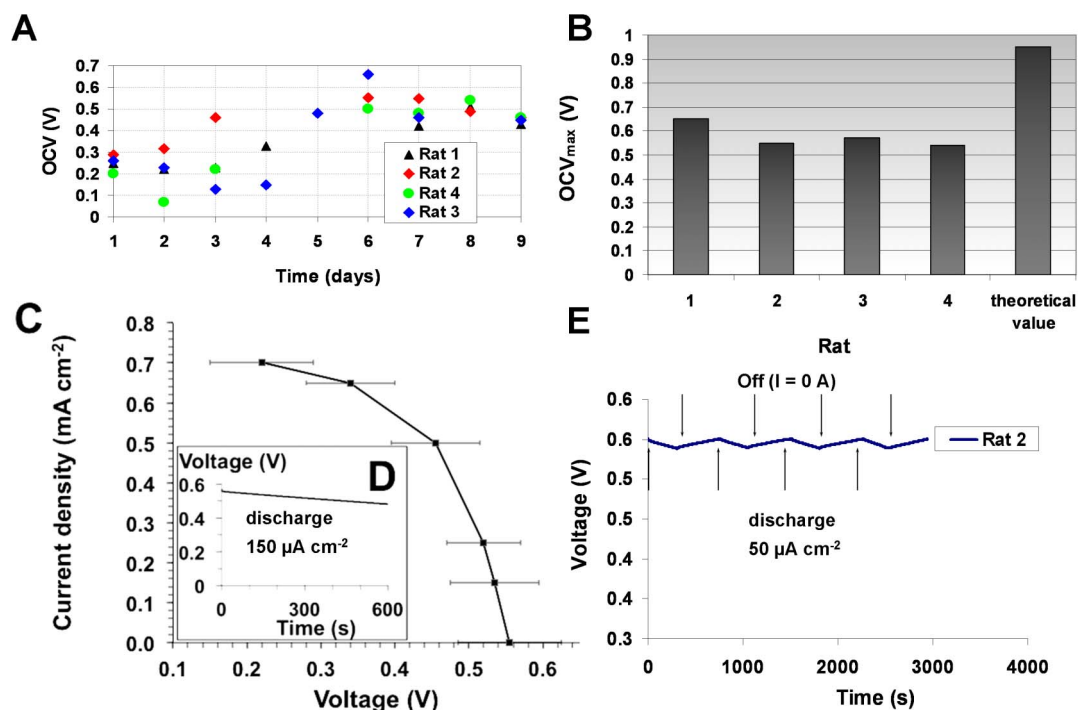 A
OCV (V)
0.7
0.6
0.5
0.4
0.3
0.2
0.1
0
Rat 1
Rat 2
Rat 4
Rat 3
1 2 3 4 5 6 7 8 9
Time (days)
B
OCVmax (V)
1
0.9
0.8
0.7
0.6
0.5
0.4
0.3
0.2
0.1
0
1 2 3 4 theoretical
value
Rat
C
Current density (mA cm-2)
0.8
0.7
0.6
0.5
0.4
0.3
0.2
0.1
0.0
0.1 0.2 0.3 0.4 0.5 0.6
Voltage (V)
D
Voltage (V)
0.6
0.4
0.2
0
discharge
150 µA cm-2
0 300 600
Time (s)
E
Off (I = 0 A)
Voltage (V)
0.6
0.6
0.5
0.5
0.4
0.4
0.3
Rat 2
discharge
50 µA cm-2
0 1000 2000 3000 4000
Time (s)